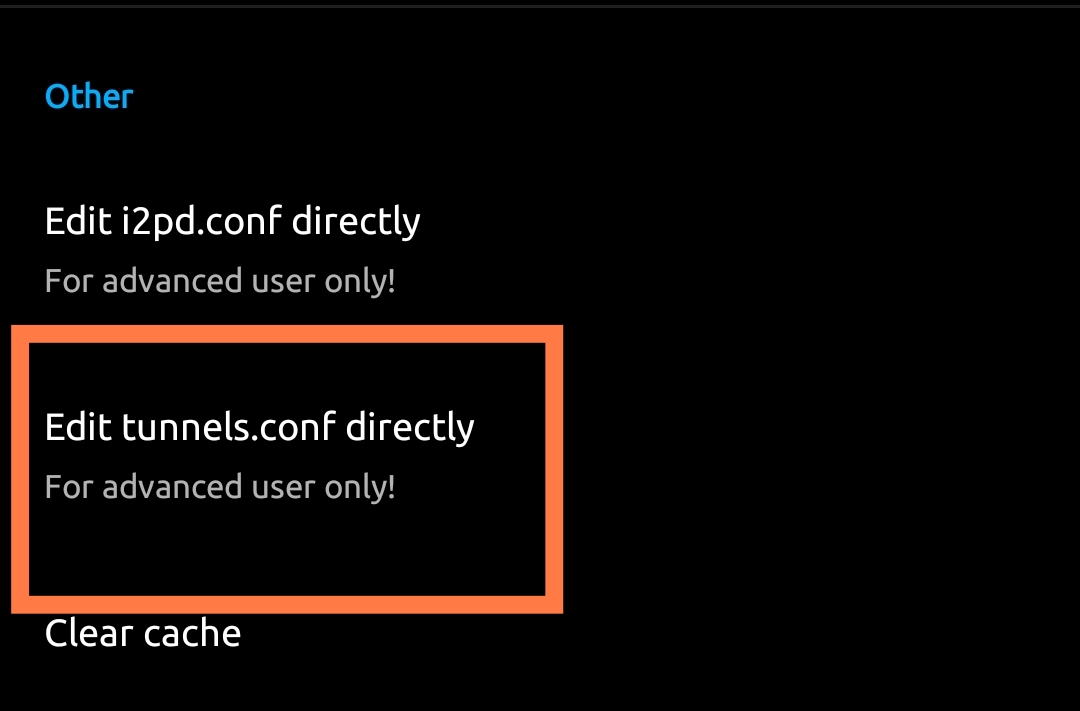 Other
Edit i2pd.conf directly
For advanced user only!
Edit tunnels.conf directly
For advanced user only!
Clear cache